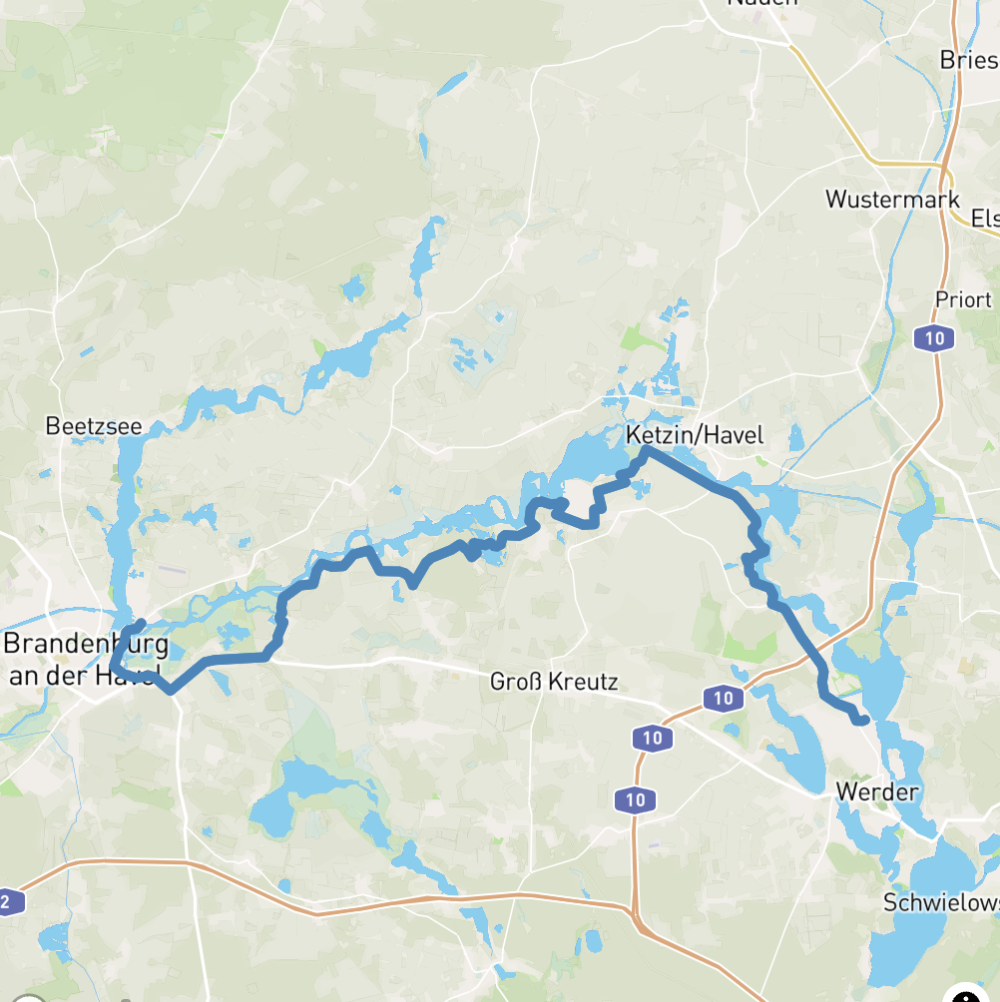 Nauen
Bries
Wustermark
Els
Priort
10
Beetzsee
Ketzin/Havel
Brandenburg
an der Havel
Groß Kreutz
10
10
10
Werder
2
Schwielows